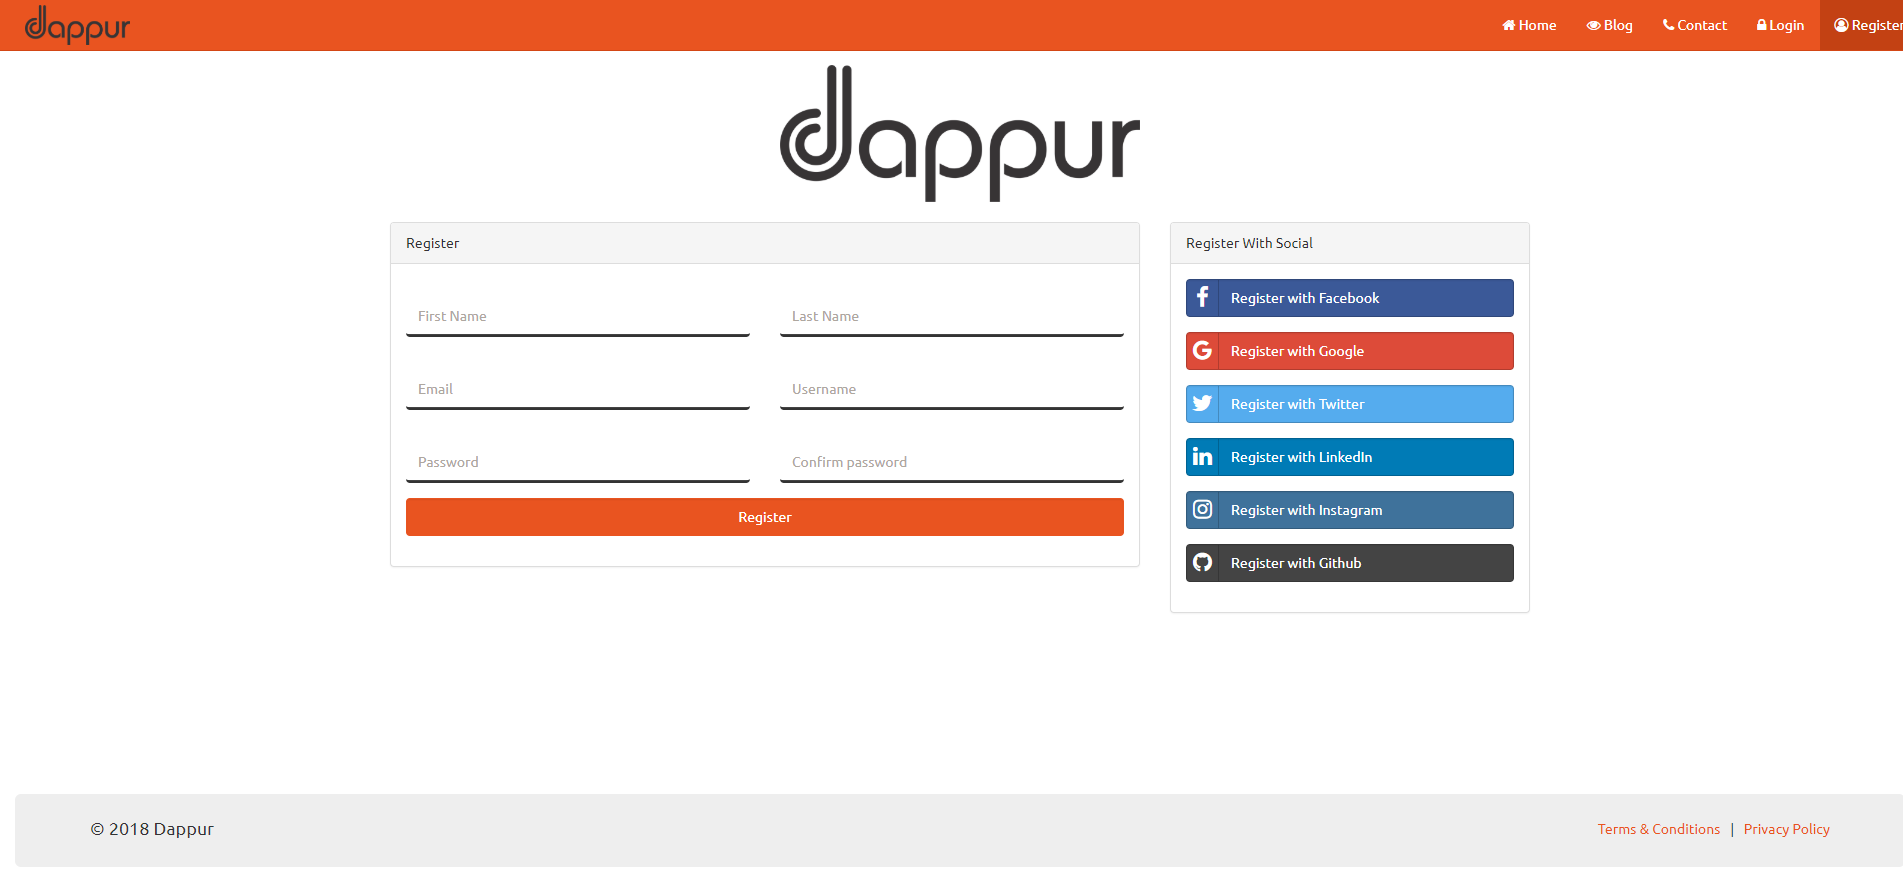 dappur
Home Blog Contact Login Register
dappur
Register
Register With Social
First Name Last Name
Email Username
Password Confirm password
Register
Register with Facebook
Register with Google
Register with Twitter
Register with LinkedIn
Register with Instagram
Register with Github
© 2018 Dappur
Terms & Conditions | Privacy Policy